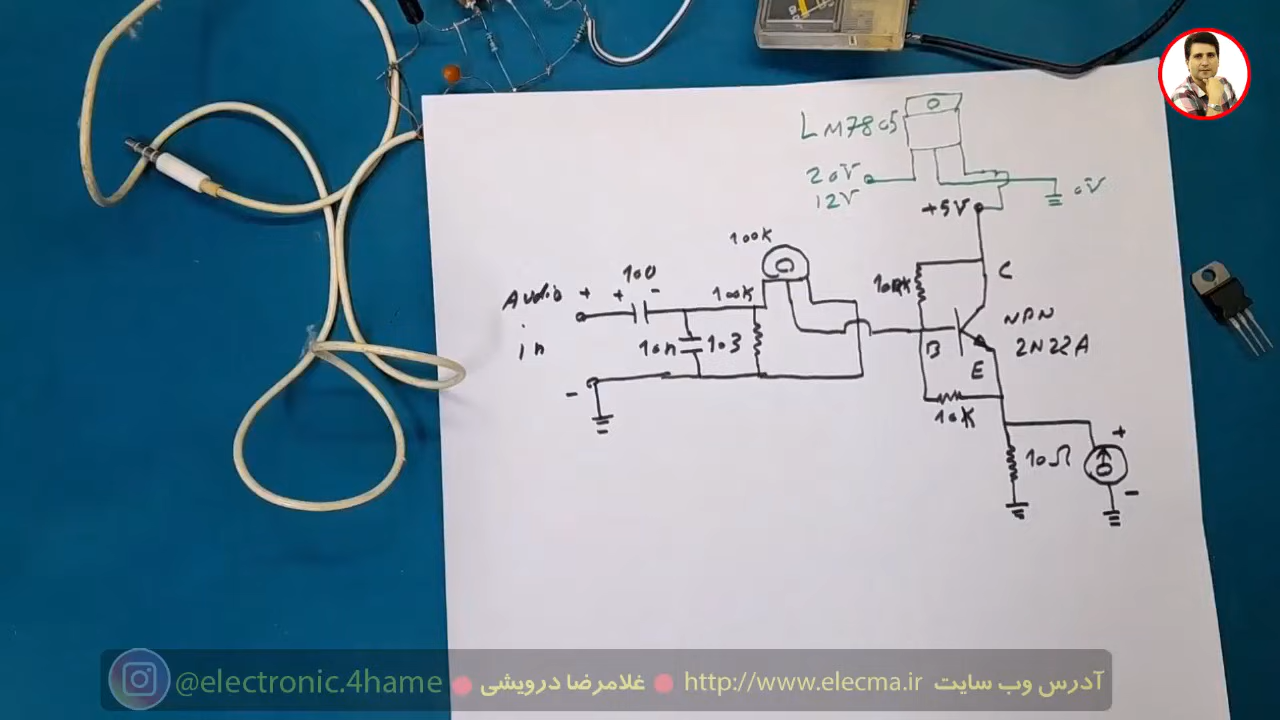 LM7805
20V
12V
0V
+5V
100K
100
+ -
Audio +
in
100K
10n
103
-
C
NPN
2N22A
B
E
10K
10Ω
+
-
@electronic.4hame ● غلامرضا درویشی ● http://www.elecma.ir آدرس وب سایت